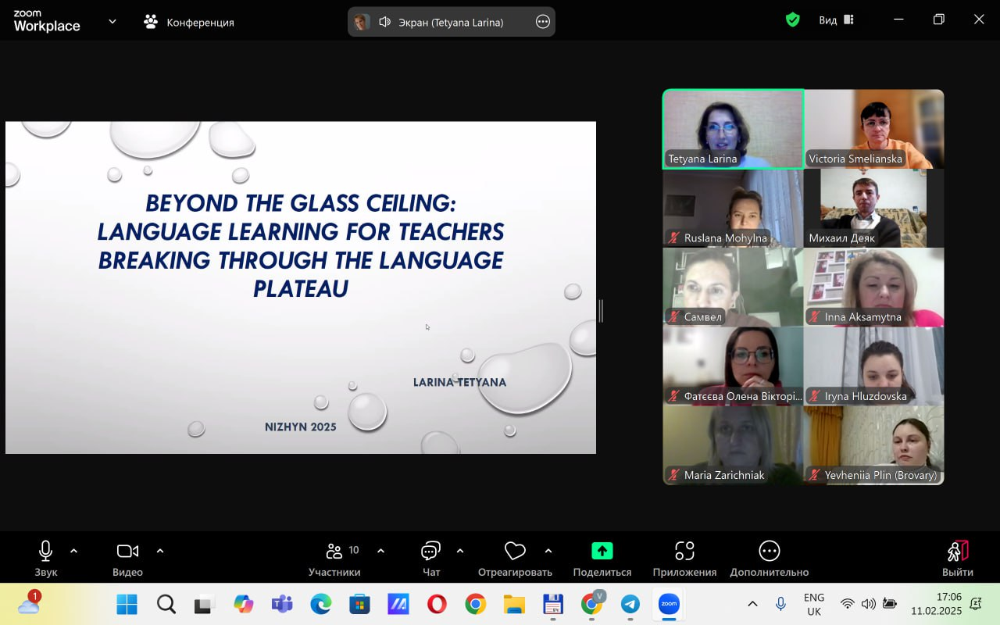 zoom
Workplace
Конференция
Экран (Tetyana Larina)
Вид
BEYOND THE GLASS CEILING:
LANGUAGE LEARNING FOR TEACHERS
BREAKING THROUGH THE LANGUAGE
PLATEAU
LARINA TETYANA
NIZHYN 2025
Tetyana Larina
Victoria Smelianska
Ruslana Mohylna
Михаил Деяк
Самвел
Inna Aksamytna
Фатєєва Олена Вікторі...
Iryna Hluzdovska
Maria Zarichniak
Yevheniia Plin (Brovary)
Звук
Видео
10
Участники
Чат
Отреагировать
Поделиться
Приложения
Дополнительно
Выйти
1
V
zoom
ENG
UK
17:06
11.02.2025